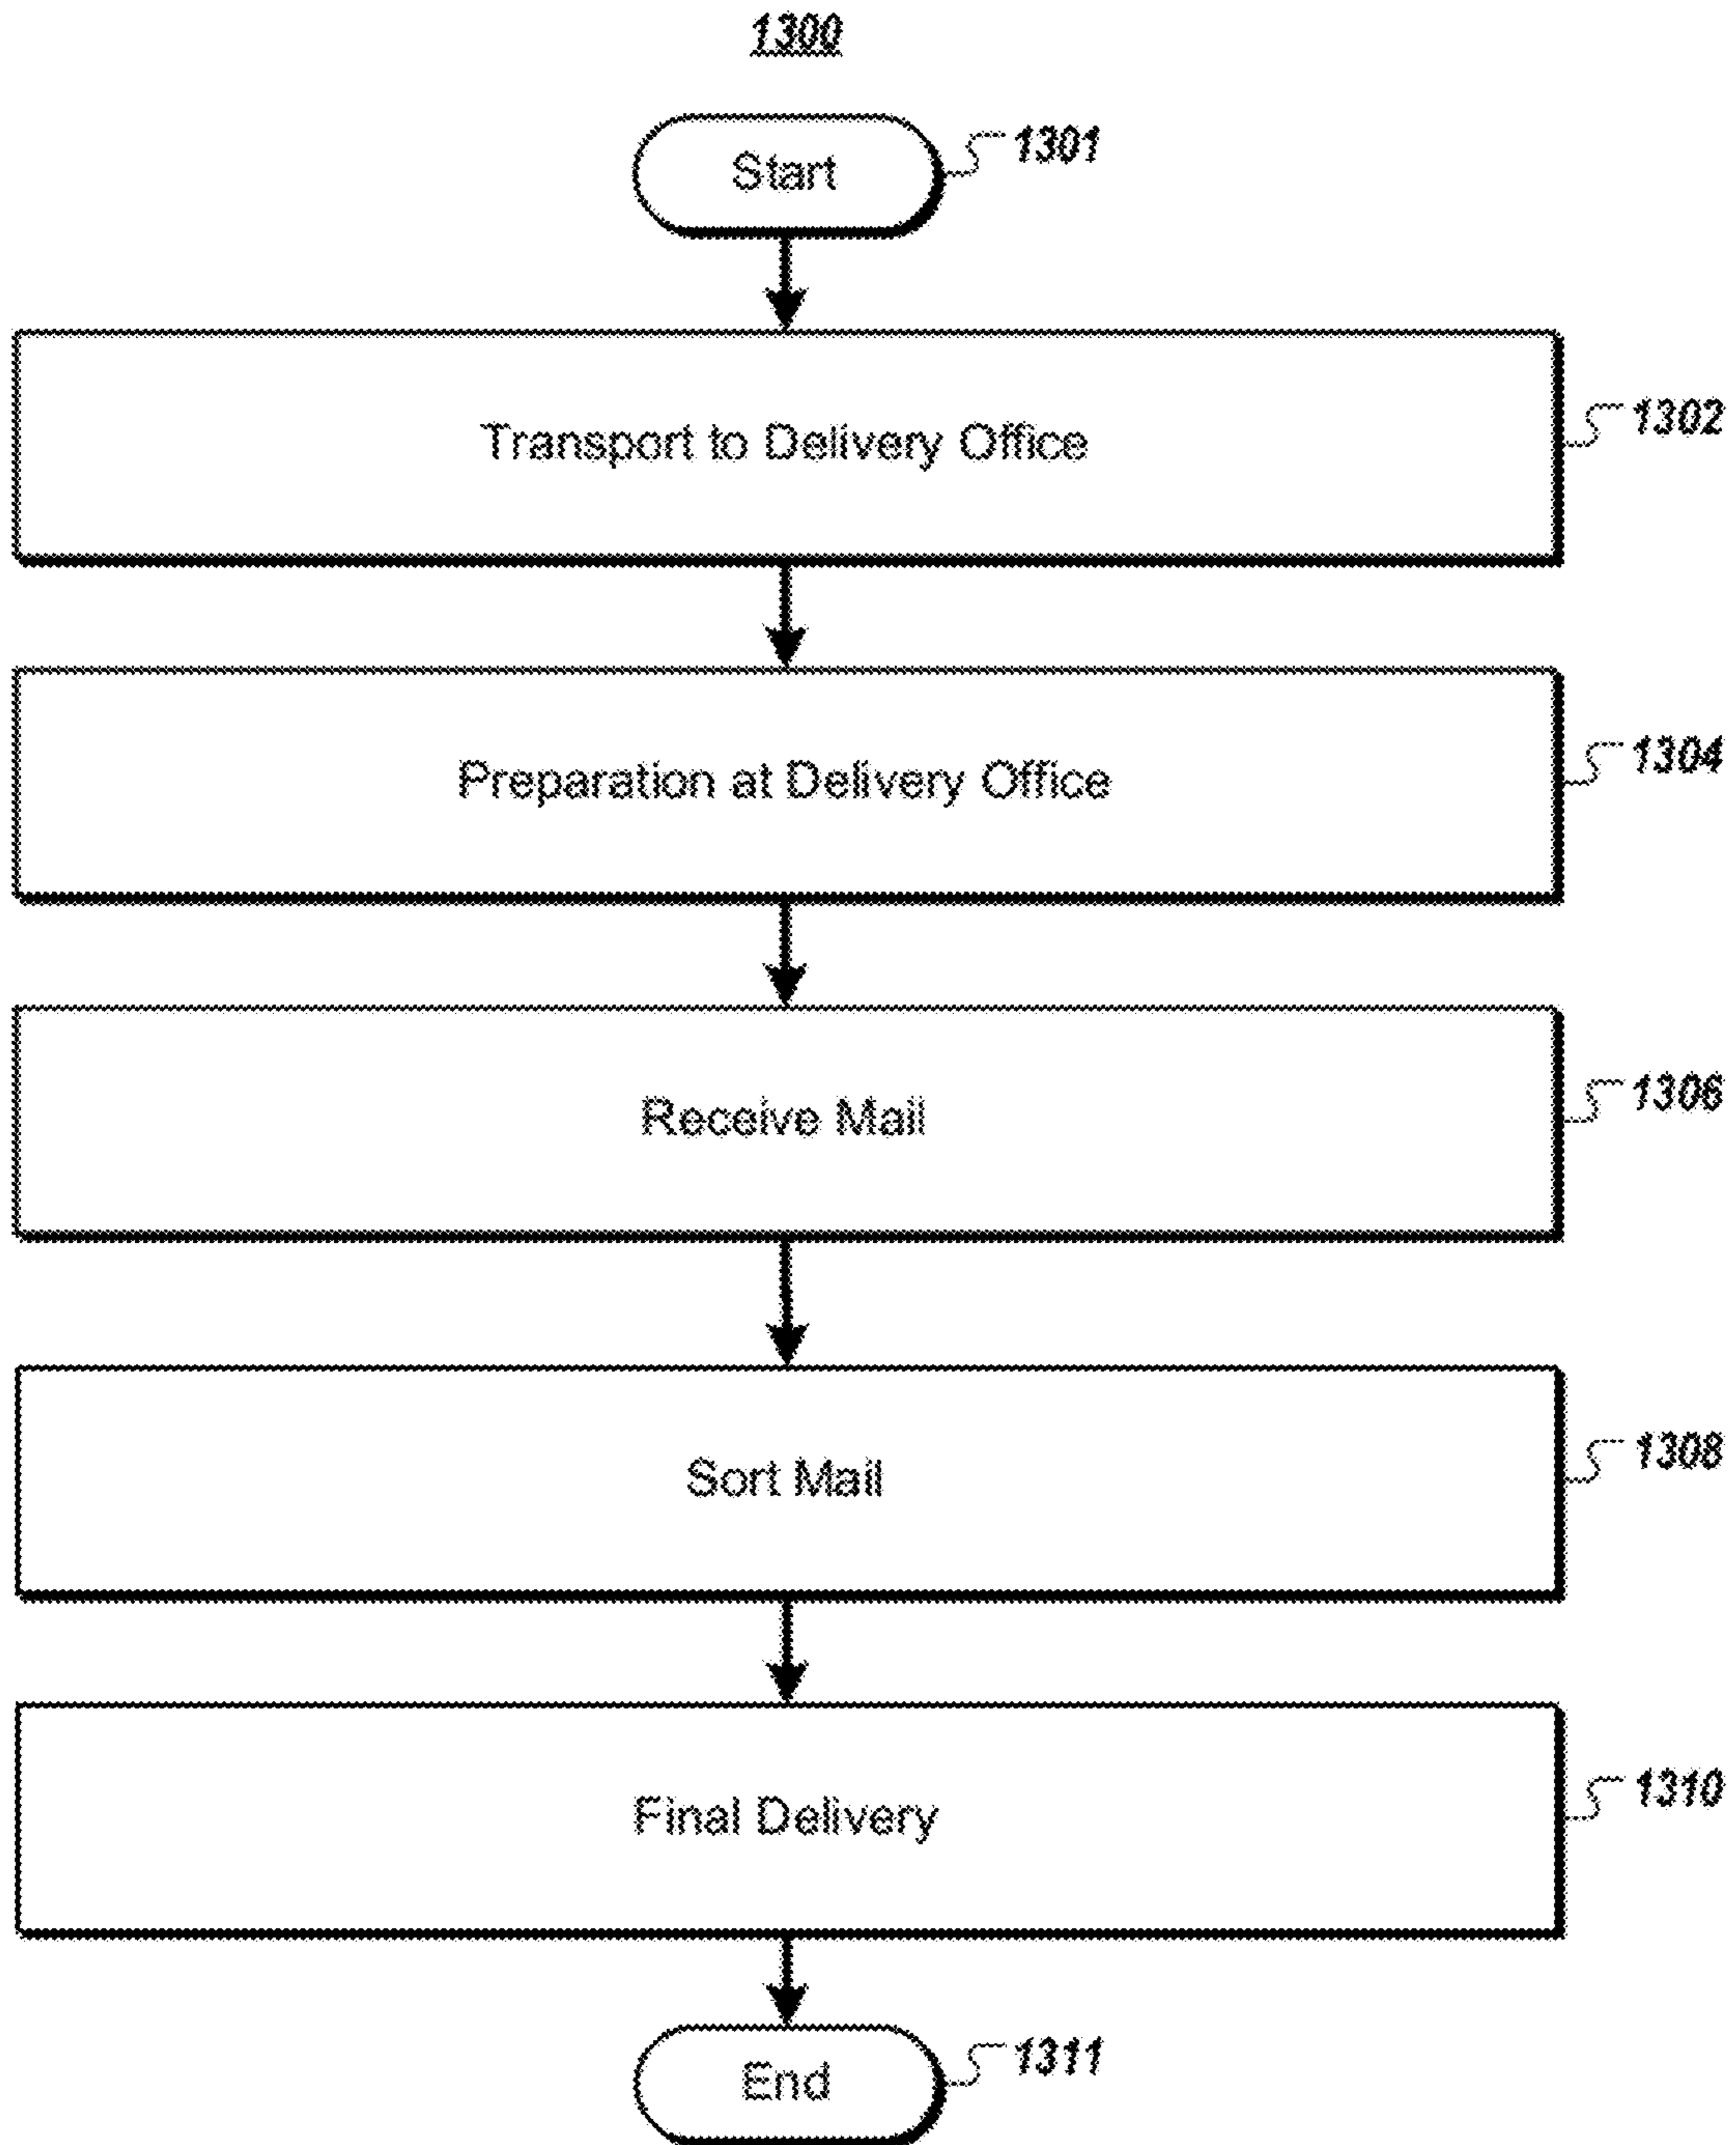 1300
Start
1301
Transport to Delivery Office
1302
Preparation at Delivery Office
1304
Receive Mail
1306
Sort Mail
1308
Final Delivery
1310
End
1311